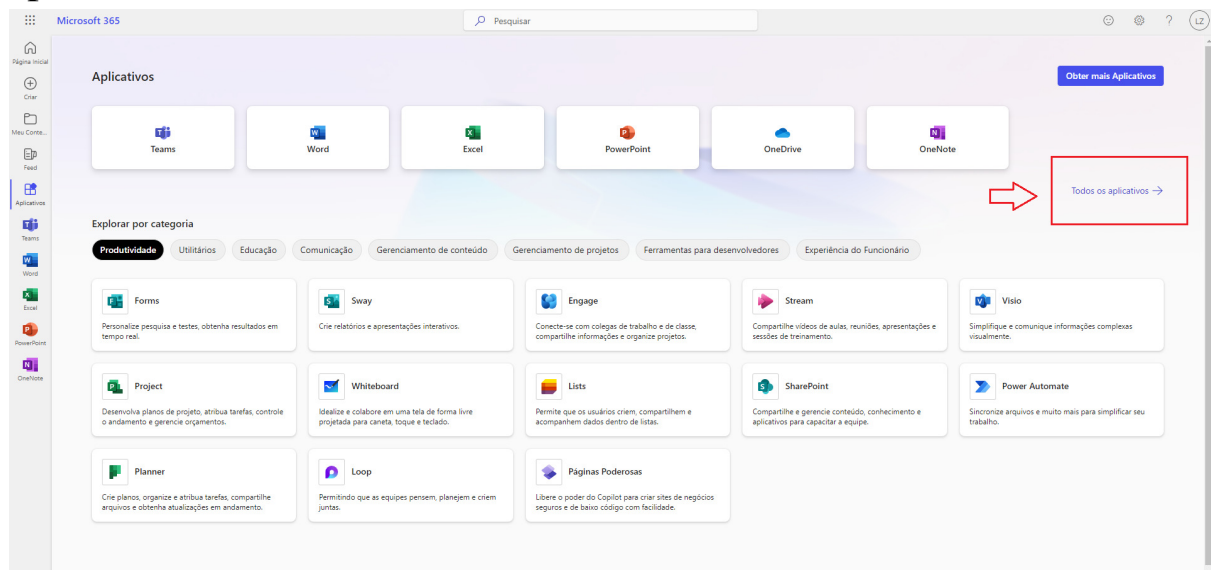 Microsoft 365
Pesquisar
LZ
Página Inicial
Criar
Meu Conte...
Feed
Aplicativos
Teams
Word
Excel
PowerPoint
OneNote
Aplicativos
Obter mais Aplicativos
Teams
Word
Excel
PowerPoint
OneDrive
OneNote
Todos os aplicativos →
Explorar por categoria
Produtividade
Utilitários
Educação
Comunicação
Gerenciamento de conteúdo
Gerenciamento de projetos
Ferramentas para desenvolvedores
Experiência do Funcionário
Forms
Personalize pesquisa e testes, obtenha resultados em
tempo real.
Sway
Crie relatórios e apresentações interativos.
Engage
Conecte-se com colegas de trabalho e de classe,
compartilhe informações e organize projetos.
Stream
Compartilhe vídeos de aulas, reuniões, apresentações e
sessões de treinamento.
Visio
Simplifique e comunique informações complexas
visualmente.
Project
Desenvolva planos de projeto, atribua tarefas, controle
o andamento e gerencie orçamentos.
Whiteboard
Idealize e colabore em uma tela de forma livre
projetada para caneta, toque e teclado.
Lists
Permite que os usuários criem, compartilhem e
acompanhem dados dentro de listas.
SharePoint
Compartilhe e gerencie conteúdo, conhecimento e
aplicativos para capacitar a equipe.
Power Automate
Sincronize arquivos e muito mais para simplificar seu
trabalho.
Planner
Crie planos, organize e atribua tarefas, compartilhe
arquivos e obtenha atualizações em andamento.
Loop
Permitindo que as equipes pensem, planejem e criem
juntas.
Páginas Poderosas
Libere o poder do Copilot para criar sites de negócios
seguros e de baixo código com facilidade.